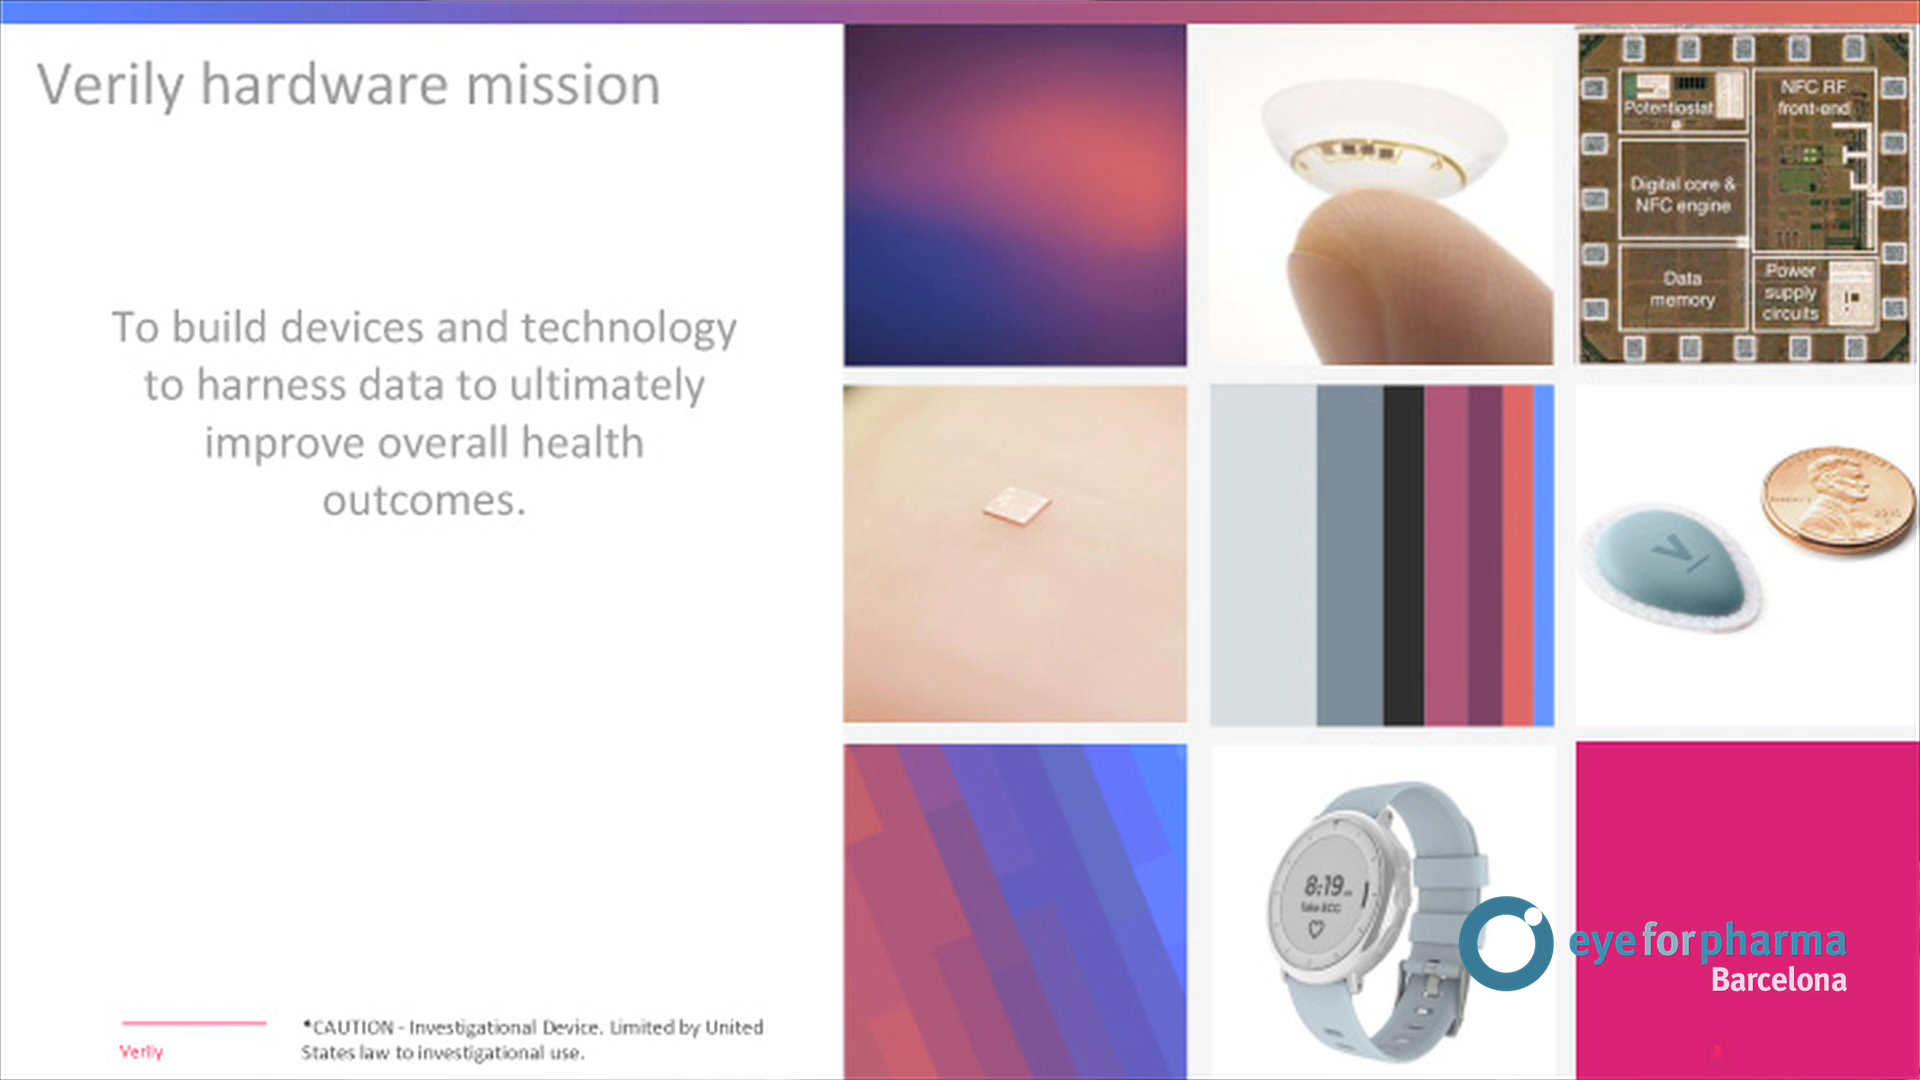 Verily hardware mission
To build devices and technology
to harness data to ultimately
improve overall health
outcomes.
Potentiostat
NFC RF
front-end
Digital core &
NFC engine
Data
memory
Power
supply
circuits
V
8:19
Take ECG
eyeforpharma
Barcelona
Verily
*CAUTION - Investigational Device. Limited by United
States law to investigational use.